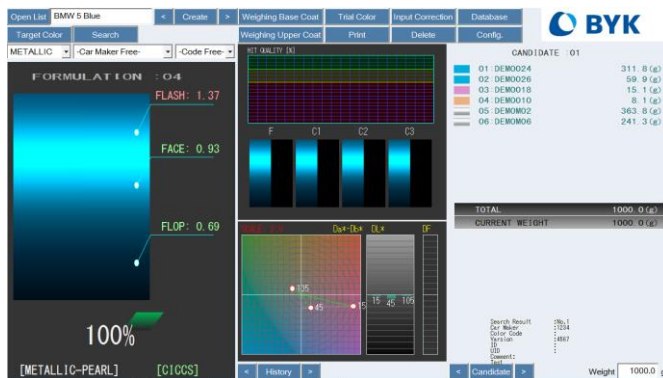 Open List BMW 5 Blue < Create > Weighing Base Coat Trial Color Input Correction Database
Target Color Search Weighing Upper Coat Print Delete Config.
BYK
METALLIC -Car Maker Free- -Code Free-
FORMULATION :04
FLASH: 1.37
FACE: 0.93
FLOP: 0.69
100%
[METALLIC-PEARL] [CICCS]
HIT QUALITY [%]
F C1 C2 C3
Da*-Db* DL* DF
105
45
15
15 45 105
< History >
CANDIDATE :01
01:DEMO024 311.8(g)
02:DEMO026 59.9(g)
03:DEMO018 15.1(g)
04:DEMO010 8.1(g)
05:DEMOM02 363.8(g)
06:DEMOM06 241.3(g)
TOTAL 1000.0(g)
CURRENT WEIGHT 1000.0(g)
Search Result :No.1
Car Maker :1234
Color Code :
Version :4567
ID :
UID :
Comment:
Test
< Candidate > Weight 1000.0 g